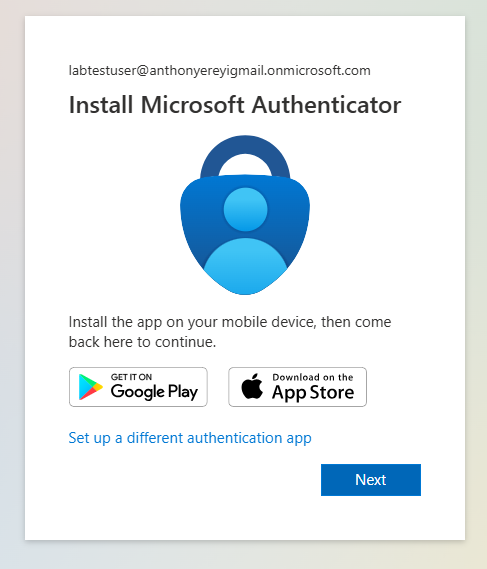 labtestuser@anthonyereyigmail.onmicrosoft.com
Install Microsoft Authenticator
Install the app on your mobile device, then come
back here to continue.
GET IT ON
Google Play
Download on the
App Store
Set up a different authentication app
Next